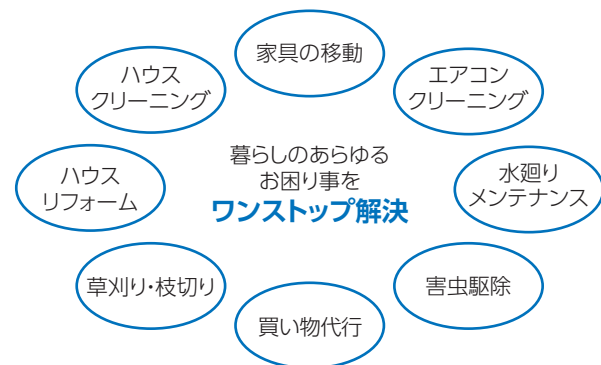 家具の移動
ハウス
クリーニング
エアコン
クリーニング
暮らしのあらゆる
お困り事を
ワンストップ解決
ハウス
リフォーム
水廻り
メンテナンス
草刈り・枝切り
害虫駆除
買い物代行